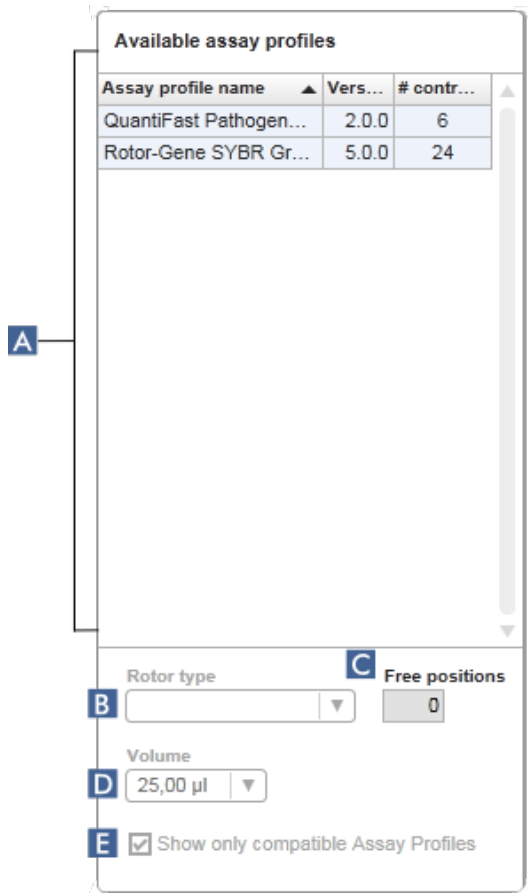 Available assay profiles
Assay profile name ▲ Vers... # contr...
QuantiFast Pathogen... 2.0.0 6
Rotor-Gene SYBR Gr... 5.0.0 24
A
C
Rotor type Free positions
B 0
Volume
D 25,00 µl
E Show only compatible Assay Profiles